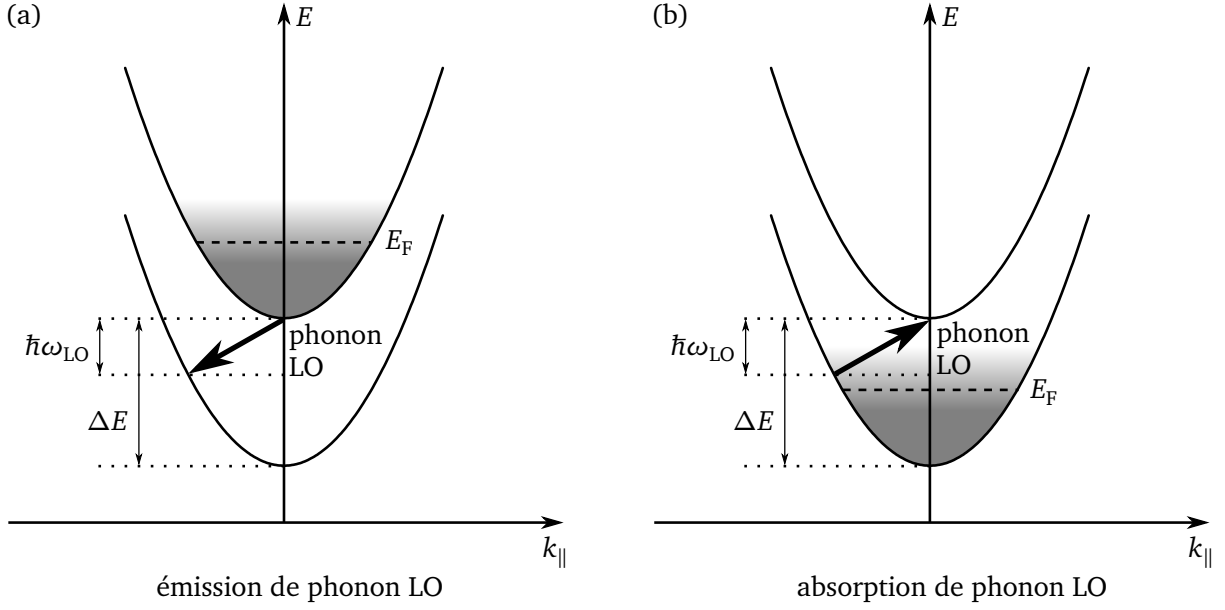 (a)
E
E_F
phonon
LO
ℏω_LO
ΔE
k_∥
émission de phonon LO
(b)
E
phonon
LO
ℏω_LO
E_F
ΔE
k_∥
absorption de phonon LO